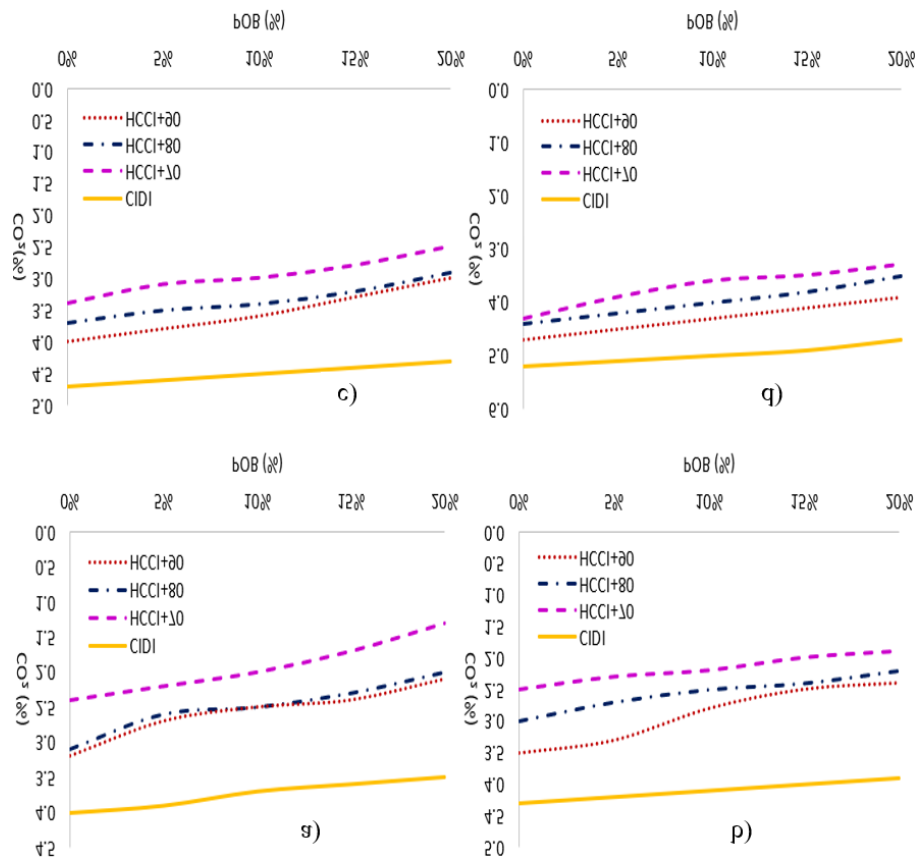 a)
4.5
4.0
3.5
3.0
2.5
2.0
1.5
1.0
0.5
0.0
CO₂(%)
CIDI
HCCI+70
HCCI+80
HCCI+90
0% 5% 10% 15% 20%
POB (%)
b)
5.0
4.5
4.0
3.5
3.0
2.5
2.0
1.5
1.0
0.5
0.0
CO₂(%)
CIDI
HCCI+70
HCCI+80
HCCI+90
0% 5% 10% 15% 20%
POB (%)
c)
5.0
4.5
4.0
3.5
3.0
2.5
2.0
1.5
1.0
0.5
0.0
CO₂(%)
CIDI
HCCI+70
HCCI+80
HCCI+90
0% 5% 10% 15% 20%
POB (%)
d)
6.0
5.0
4.0
3.0
2.0
1.0
0.0
CO₂(%)
CIDI
HCCI+70
HCCI+80
HCCI+90
0% 5% 10% 15% 20%
POB (%)